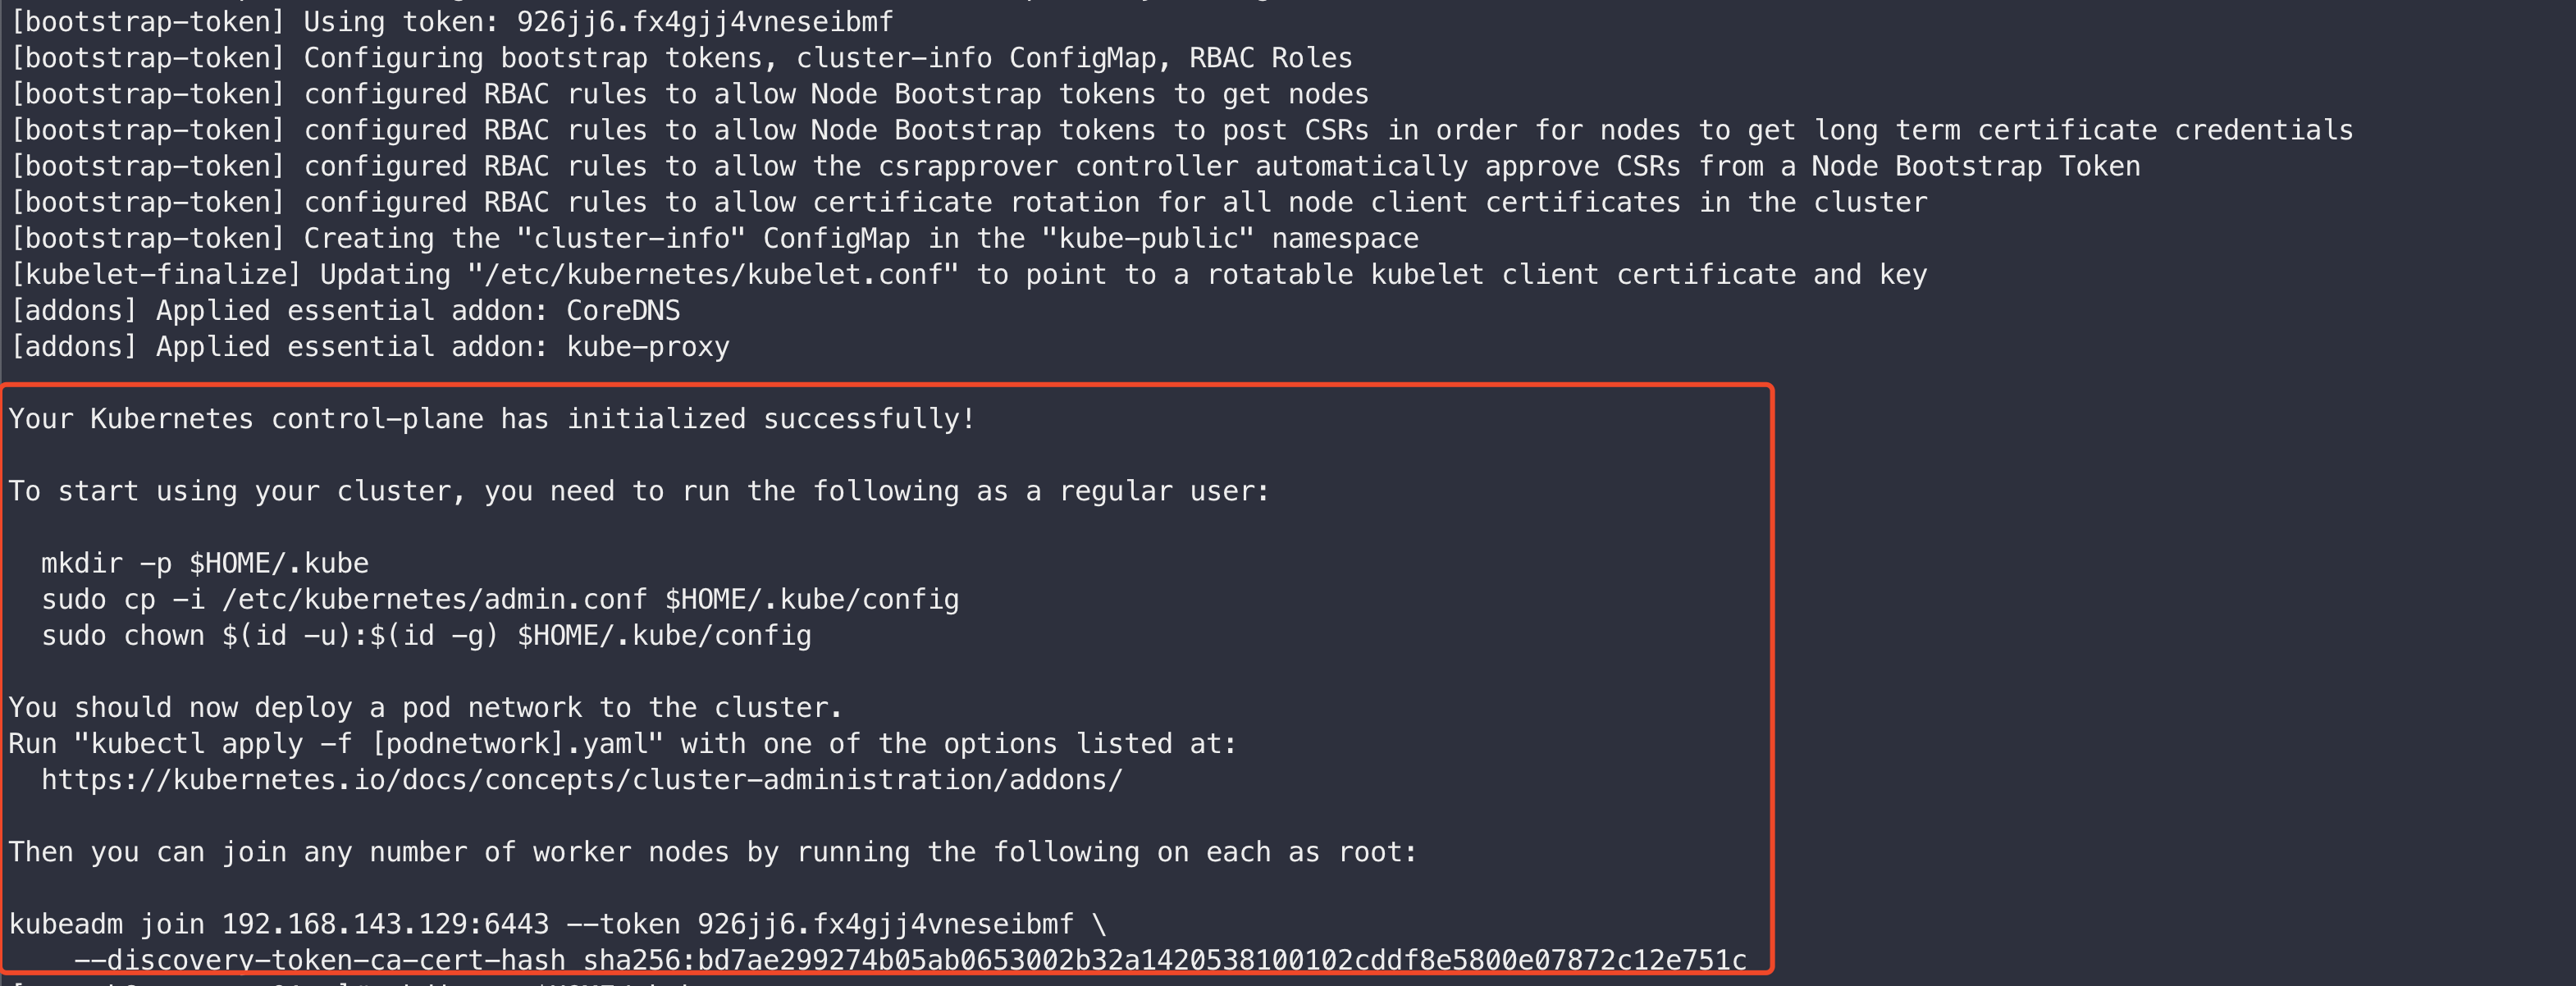 [bootstrap-token] Using token: 926jj6.fx4gjj4vneseibmf
[bootstrap-token] Configuring bootstrap tokens, cluster-info ConfigMap, RBAC Roles
[bootstrap-token] configured RBAC rules to allow Node Bootstrap tokens to get nodes
[bootstrap-token] configured RBAC rules to allow Node Bootstrap tokens to post CSRs in order for nodes to get long term certificate credentials
[bootstrap-token] configured RBAC rules to allow the csrapprover controller automatically approve CSRs from a Node Bootstrap Token
[bootstrap-token] configured RBAC rules to allow certificate rotation for all node client certificates in the cluster
[bootstrap-token] Creating the "cluster-info" ConfigMap in the "kube-public" namespace
[kubelet-finalize] Updating "/etc/kubernetes/kubelet.conf" to point to a rotatable kubelet client certificate and key
[addons] Applied essential addon: CoreDNS
[addons] Applied essential addon: kube-proxy
Your Kubernetes control-plane has initialized successfully!
To start using your cluster, you need to run the following as a regular user:
mkdir -p $HOME/.kube
sudo cp -i /etc/kubernetes/admin.conf $HOME/.kube/config
sudo chown $(id -u):$(id -g) $HOME/.kube/config
You should now deploy a pod network to the cluster.
Run "kubectl apply -f [podnetwork].yaml" with one of the options listed at:
https://kubernetes.io/docs/concepts/cluster-administration/addons/
Then you can join any number of worker nodes by running the following on each as root:
kubeadm join 192.168.143.129:6443 --token 926jj6.fx4gjj4vneseibmf \
--discovery-token-ca-cert-hash sha256:bd7ae299274b05ab0653002b32a1420538100102cddf8e5800e07872c12e751c